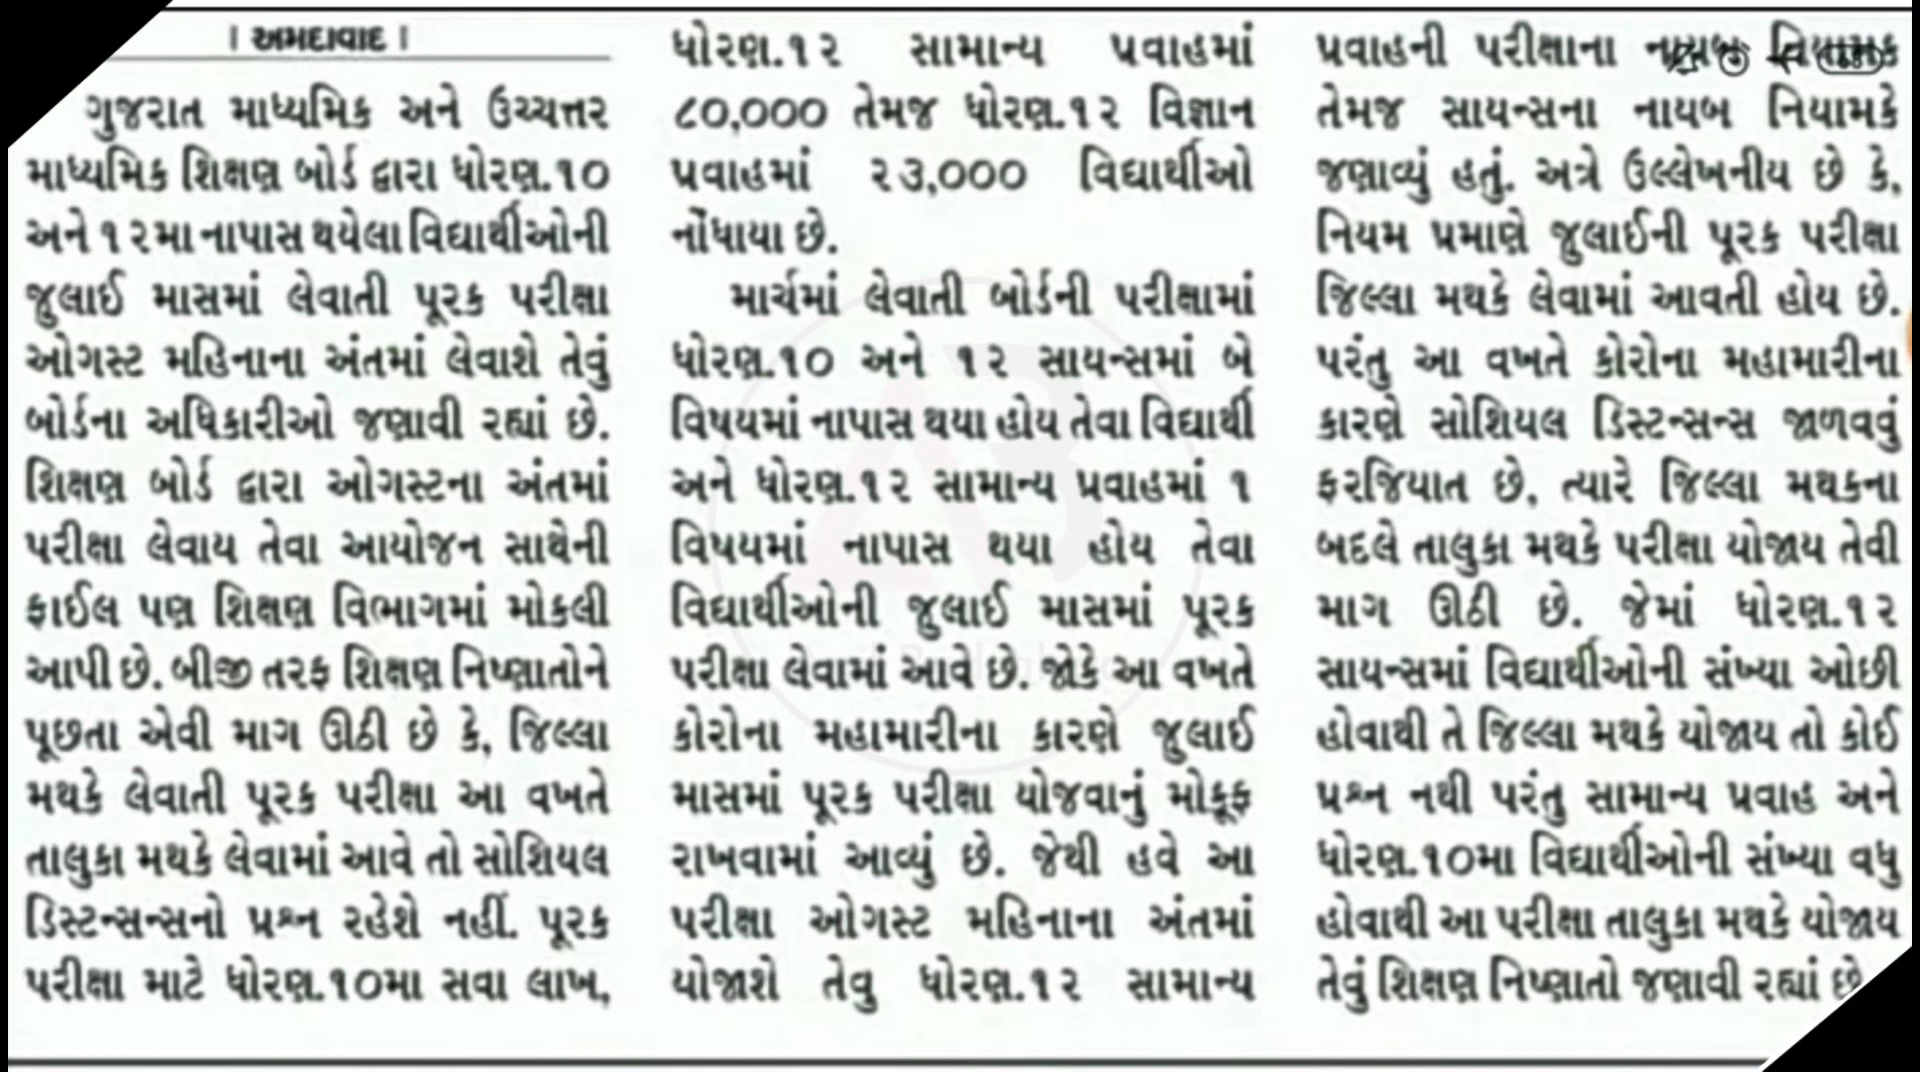 । અમદાવાદ ।
ગુજરાત માધ્યમિક અને ઉચ્ચત્તર
માધ્યમિક શિક્ષણ બોર્ડ દ્વારા ધોરણ.૧૦
અને ૧૨મા નાપાસ થયેલા વિદ્યાર્થીઓની
જુલાઈ માસમાં લેવાતી પૂરક પરીક્ષા
ઓગસ્ટ મહિનાના અંતમાં લેવાશે તેવું
બોર્ડના અધિકારીઓ જણાવી રહ્યાં છે.
શિક્ષણ બોર્ડ દ્વારા ઓગસ્ટના અંતમાં
પરીક્ષા લેવાય તેવા આયોજન સાથેની
ફાઈલ પણ શિક્ષણ વિભાગમાં મોકલી
આપી છે. બીજી તરફ શિક્ષણ નિષ્ણાતોને
પૂછતા એવી માગ ઊઠી છે કે, જિલ્લા
મથકે લેવાતી પૂરક પરીક્ષા આ વખતે
તાલુકા મથકે લેવામાં આવે તો સોશિયલ
ડિસ્ટન્સન્સનો પ્રશ્ન રહેશે નહીં. પૂરક
પરીક્ષા માટે ધોરણ.૧૦મા સવા લાખ,
ધોરણ.૧૨ સામાન્ય પ્રવાહમાં
૮૦,૦૦૦ તેમજ ધોરણ.૧૨ વિજ્ઞાન
પ્રવાહમાં ૨૩,૦૦૦ વિદ્યાર્થીઓ
નોંધાયા છે.
માર્ચમાં લેવાતી બોર્ડની પરીક્ષામાં
ધોરણ.૧૦ અને ૧૨ સાયન્સમાં બે
વિષયમાં નાપાસ થયા હોય તેવા વિદ્યાર્થી
અને ધોરણ.૧૨ સામાન્ય પ્રવાહમાં ૧
વિષયમાં નાપાસ થયા હોય તેવા
વિદ્યાર્થીઓની જુલાઈ માસમાં પૂરક
પરીક્ષા લેવામાં આવે છે. જોકે આ વખતે
કોરોના મહામારીના કારણે જુલાઈ
માસમાં પૂરક પરીક્ષા યોજવાનું મોકૂફ
રાખવામાં આવ્યું છે. જેથી હવે આ
પરીક્ષા ઓગસ્ટ મહિનાના અંતમાં
યોજાશે તેવુ ધોરણ.૧૨ સામાન્ય
પ્રવાહની પરીક્ષાના નાયબ નિયામક
તેમજ સાયન્સના નાયબ નિયામકે
જણાવ્યું હતું. અત્રે ઉલ્લેખનીય છે કે,
નિયમ પ્રમાણે જુલાઈની પૂરક પરીક્ષા
જિલ્લા મથકે લેવામાં આવતી હોય છે.
પરંતુ આ વખતે કોરોના મહામારીના
કારણે સોશિયલ ડિસ્ટન્સન્સ જાળવવું
ફરજિયાત છે, ત્યારે જિલ્લા મથકના
બદલે તાલુકા મથકે પરીક્ષા યોજાય તેવી
માગ ઊઠી છે. જેમાં ધોરણ.૧૨
સાયન્સમાં વિદ્યાર્થીઓની સંખ્યા ઓછી
હોવાથી તે જિલ્લા મથકે યોજાય તો કોઈ
પ્રશ્ન નથી પરંતુ સામાન્ય પ્રવાહ અને
ધોરણ.૧૦મા વિદ્યાર્થીઓની સંખ્યા વધુ
હોવાથી આ પરીક્ષા તાલુકા મથકે યોજાય
તેવું શિક્ષણ નિષ્ણાતો જણાવી રહ્યાં છે